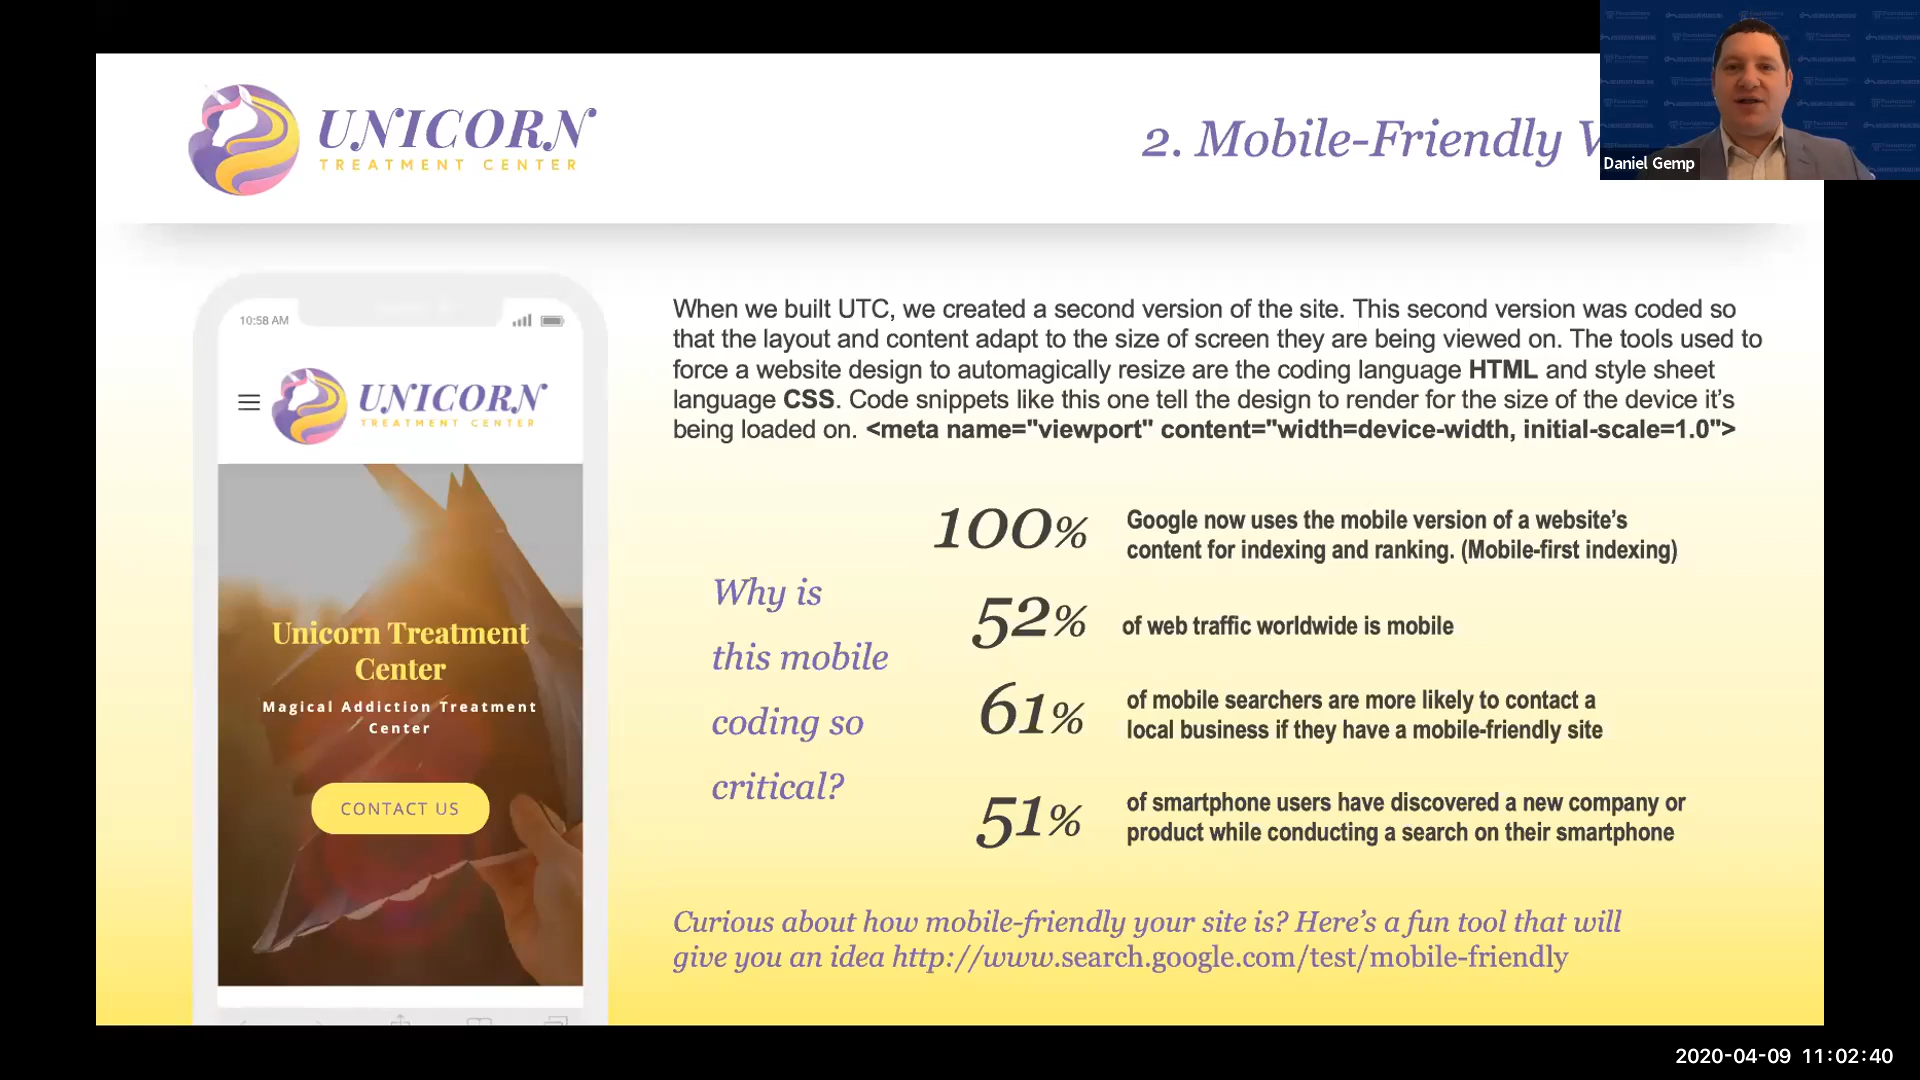 UNICORN
TREATMENT CENTER
2. Mobile-Friendly
Daniel Gemp
10:58 AM
UNICORN
TREATMENT CENTER
Unicorn Treatment
Center
Magical Addiction Treatment
Center
CONTACT US
When we built UTC, we created a second version of the site. This second version was coded so
that the layout and content adapt to the size of screen they are being viewed on. The tools used to
force a website design to automagically resize are the coding language HTML and style sheet
language CSS. Code snippets like this one tell the design to render for the size of the device it’s
being loaded on. <meta name="viewport" content="width=device-width, initial-scale=1.0">
Why is
this mobile
coding so
critical?
100%
Google now uses the mobile version of a website’s
content for indexing and ranking. (Mobile-first indexing)
52%
of web traffic worldwide is mobile
61%
of mobile searchers are more likely to contact a
local business if they have a mobile-friendly site
51%
of smartphone users have discovered a new company or
product while conducting a search on their smartphone
Curious about how mobile-friendly your site is? Here’s a fun tool that will
give you an idea http://www.search.google.com/test/mobile-friendly
2020-04-09 11:02:40